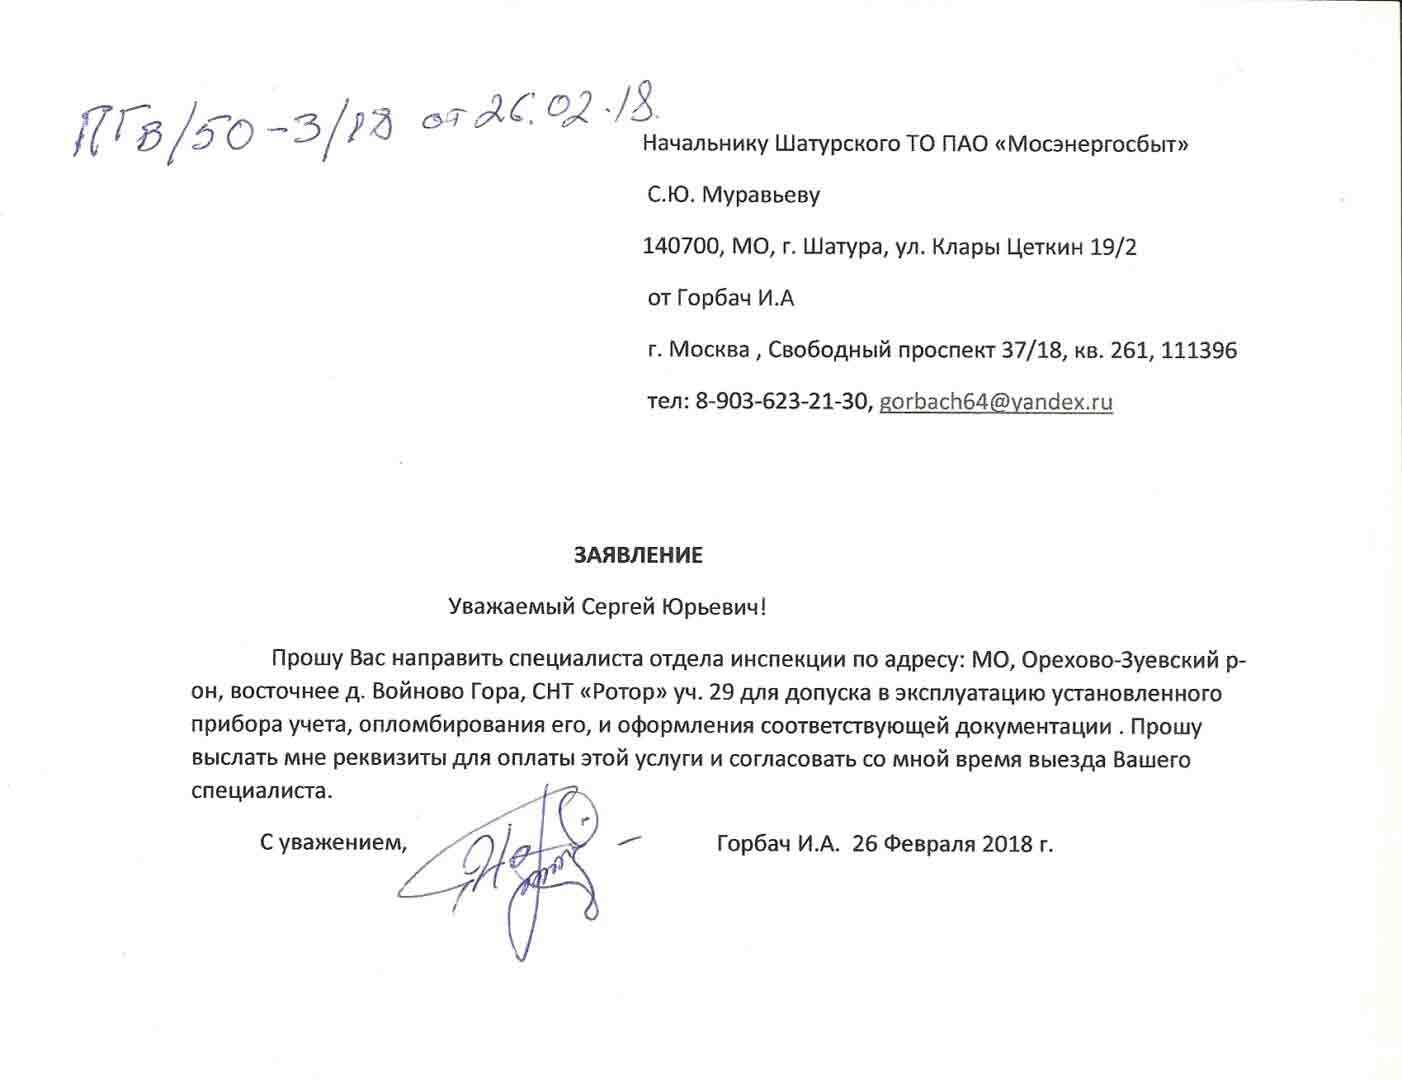 ПГВ/50-3/18 от 26.02.18.
Начальнику Шатурского ТО ПАО «Мосэнергосбыт»
С.Ю. Муравьеву
140700, МО, г. Шатура, ул. Клары Цеткин 19/2
от Горбач И.А
г. Москва , Свободный проспект 37/18, кв. 261, 111396
тел: 8-903-623-21-30, gorbach64@yandex.ru
ЗАЯВЛЕНИЕ
Уважаемый Сергей Юрьевич!
Прошу Вас направить специалиста отдела инспекции по адресу: МО, Орехово-Зуевский р-
он, восточнее д. Войново Гора, СНТ «Ротор» уч. 29 для допуска в эксплуатацию установленного
прибора учета, опломбирования его, и оформления соответствующей документации . Прошу
выслать мне реквизиты для оплаты этой услуги и согласовать со мной время выезда Вашего
специалиста.
С уважением, Горбач И.А. 26 Февраля 2018 г.